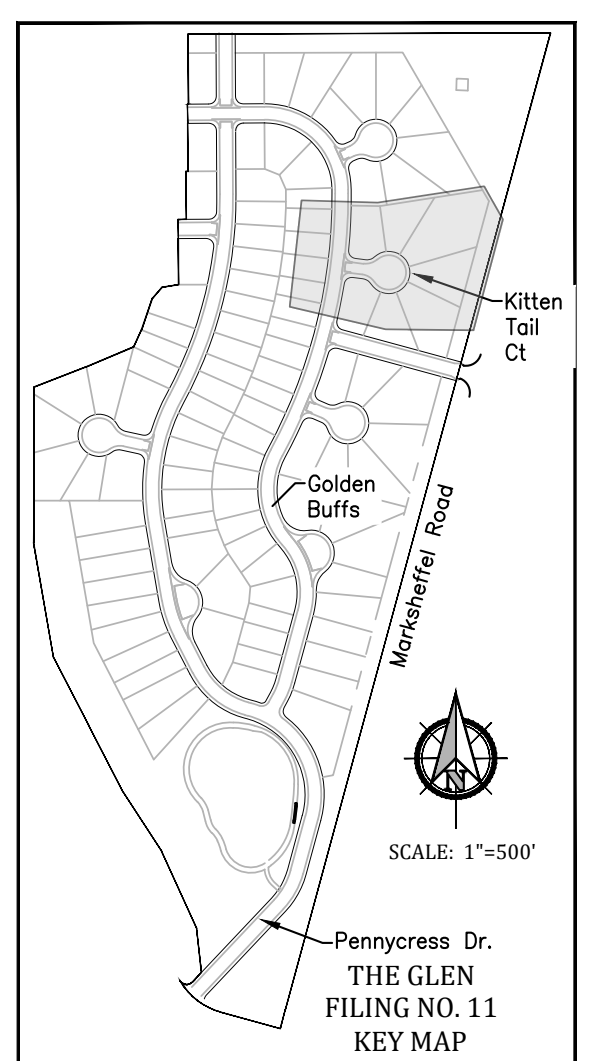 Kitten
Tail
Ct
Golden
Buffs
Marksheffel Road
N
SCALE: 1"=500'
Pennycress Dr.
THE GLEN
FILING NO. 11
KEY MAP